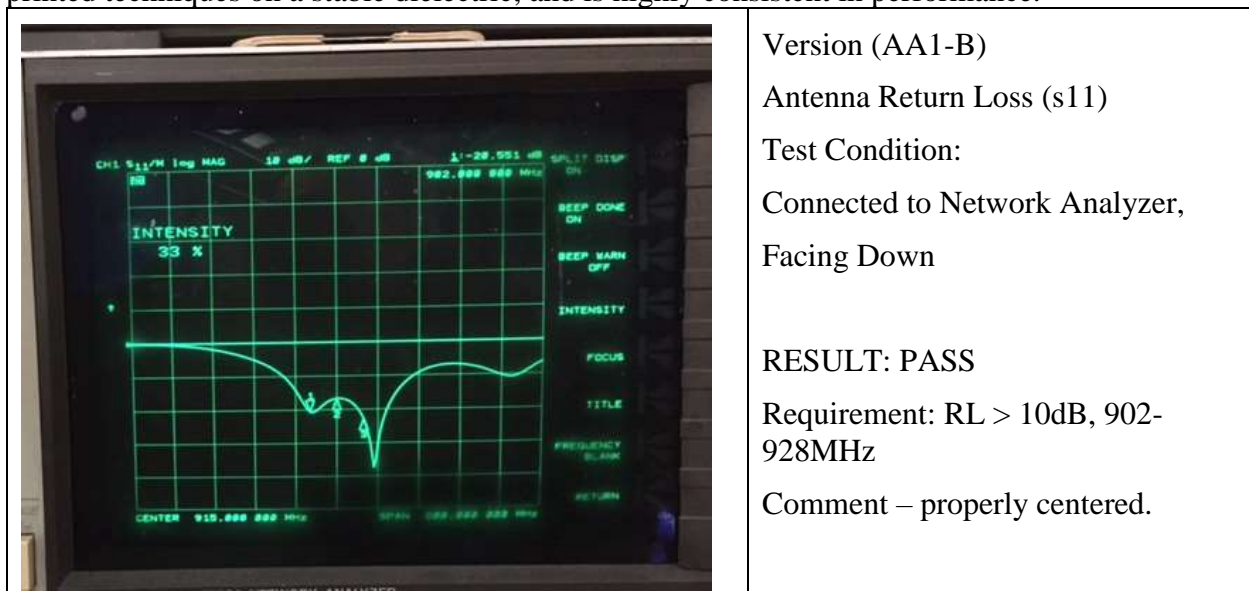 printed techniques on a stable dielectric, and is highly consistent in performance.
CH1 S11/M log MAG 10 dB/ REF 0 dB 1:-20.551 dB
902.000 000 MHz
INTENSITY
33 %
SPLIT DISP
ON
BEEP DONE
ON
BEEP WARN
OFF
INTENSITY
FOCUS
TITLE
FREQUENCY
BLANK
RETURN
CENTER 915.000 000 MHz SPAN
NETWORK ANALYZER
Version (AA1-B)
Antenna Return Loss (s11)
Test Condition:
Connected to Network Analyzer,
Facing Down
RESULT: PASS
Requirement: RL > 10dB, 902-
928MHz
Comment – properly centered.